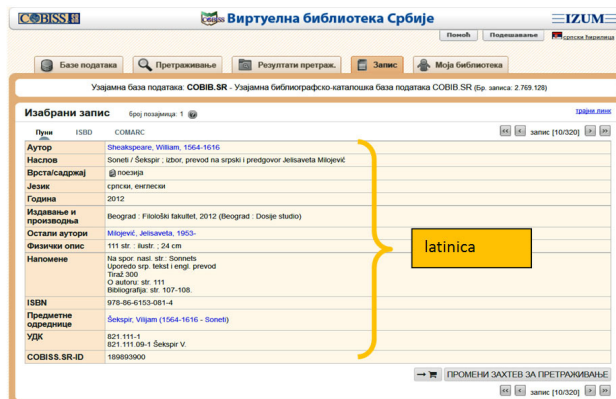 COBISS
COBISS Виртуелна библиотека Србије
IZUM
Помоћ Подешавање српски ћирилица
Базе података Претраживање Резултати претраж. Запис Моја библиотека
Узајамна база података: COBIB.SR - Узајамна библиографско-каталошка база података COBIB.SR (бр. записа: 2.769.128)
Изабрани запис број позајмица: 1
трајни линк
Пуни ISBD COMARC
запис [10/320]
Аутор Sheakspeare, William, 1564-1616
Наслов Soneti / Šekspir ; izbor, prevod na srpski i predgovor Jelisaveta Milojević
Врста/садржај поезија
Језик српски, енглески
Година 2012
Издавање и
производња Beograd : Filološki fakultet, 2012 (Beograd : Dosije studio)
Остали аутори Milojević, Jelisaveta, 1953-
Физички опис 111 str. : ilustr. ; 24 cm
Напомене Na spor. nasl. str.: Sonnets
Uporedo srp. tekst i engl. prevod
Tiraž 300
O autoru: str. 111
Bibliografija: str. 107-108.
ISBN 978-86-6153-081-4
Предметне
одреднице Šekspir, Vilijam (1564-1616 - Soneti)
УДК 821.111-1
821.111.09-1 Šekspir V.
COBISS.SR-ID 189893900
latinica
ПРОМЕНИ ЗАХТЕВ ЗА ПРЕТРАЖИВАЊЕ
запис [10/320]